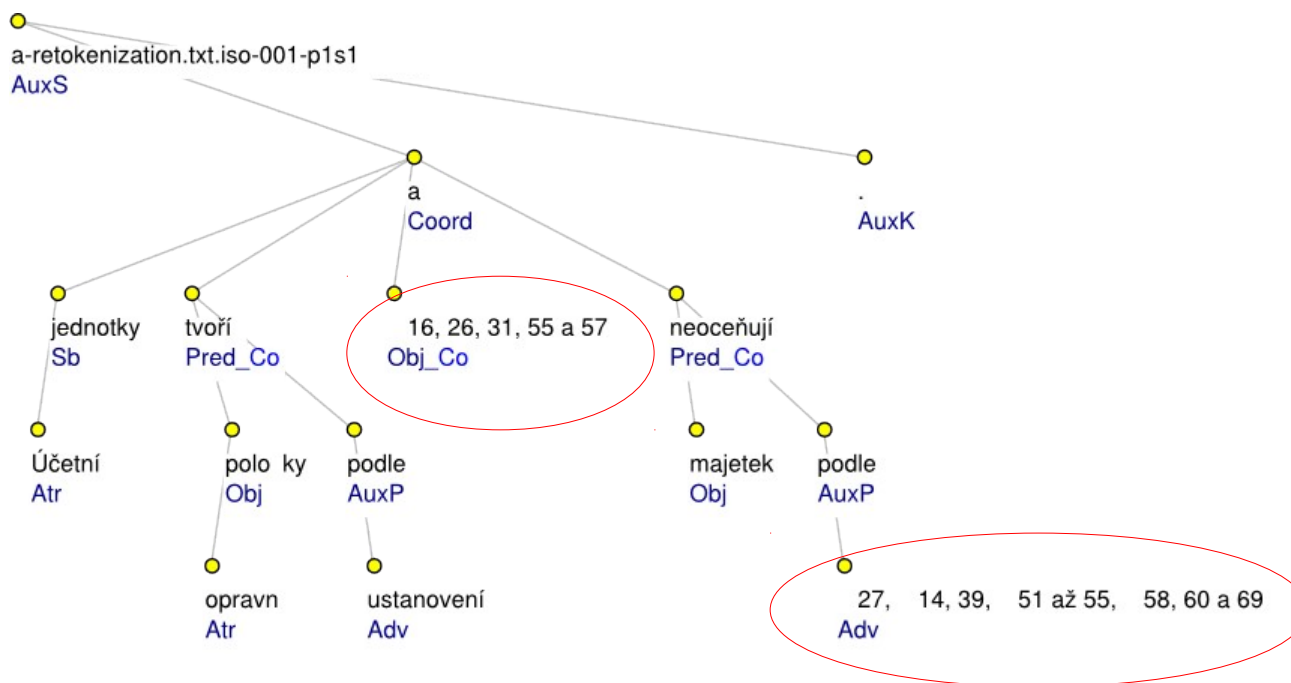 a-retokenization.txt.iso-001-p1s1
AuxS
a
Coord
.
AuxK
jednotky
Sb
tvoří
Pred_Co
16, 26, 31, 55 a 57
Obj_Co
neoceňují
Pred_Co
Účetní
Atr
polo ky
Obj
podle
AuxP
majetek
Obj
podle
AuxP
opravn
Atr
ustanovení
Adv
27, 14, 39, 51 až 55, 58, 60 a 69
Adv